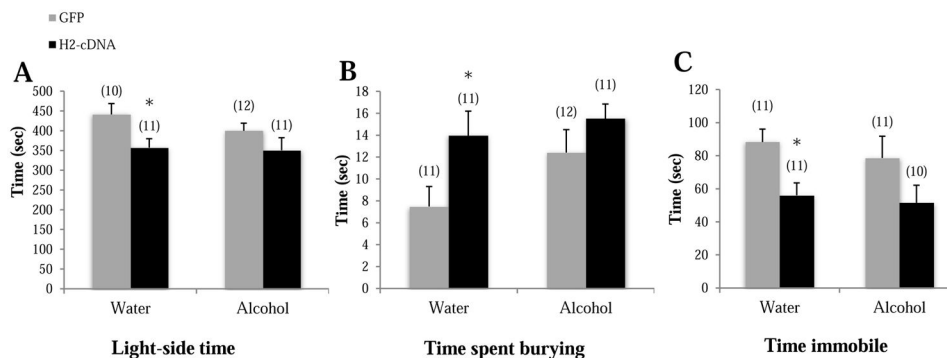 GFP
H2-cDNA
A
(10)
*
(11)
(12)
(11)
Time (sec)
500
450
400
350
300
250
200
150
100
50
0
Water
Alcohol
Light-side time
B
*
(11)
(11)
(12)
(11)
Time (sec)
18
16
14
12
10
8
6
4
2
0
Water
Alcohol
Time spent burying
C
(11)
*
(11)
(11)
(10)
Time (sec)
120
100
80
60
40
20
0
Water
Alcohol
Time immobile